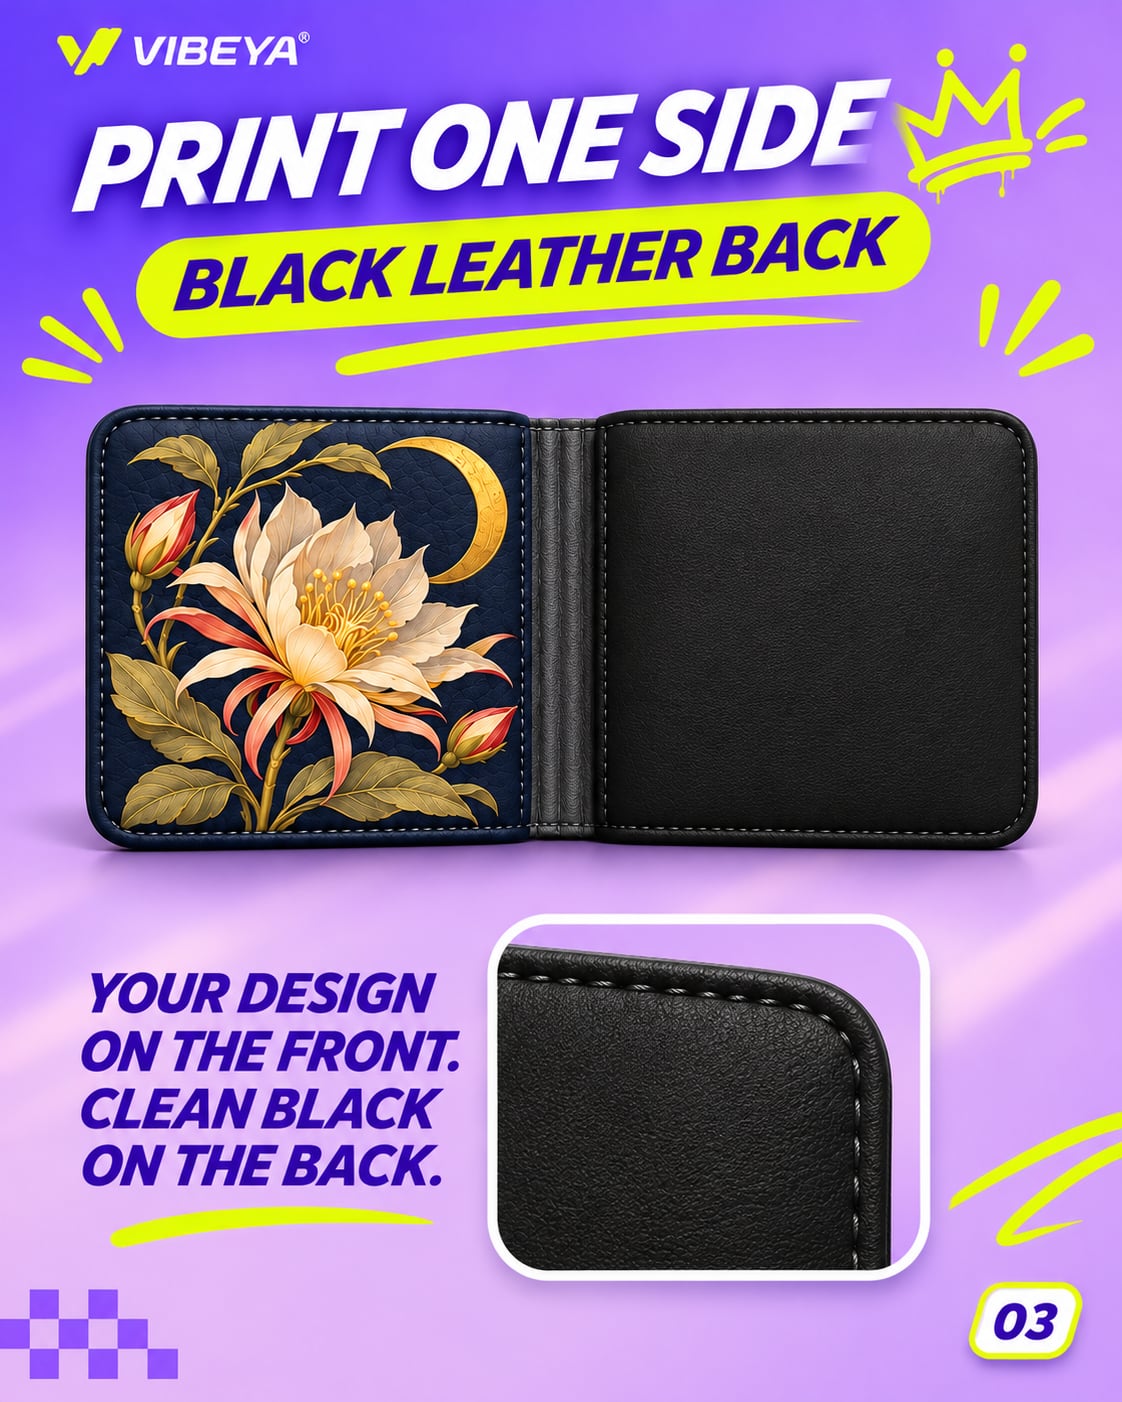 VIBEYA®
PRINT ONE SIDE
BLACK LEATHER BACK
YOUR DESIGN
ON THE FRONT.
CLEAN BLACK
ON THE BACK.
03